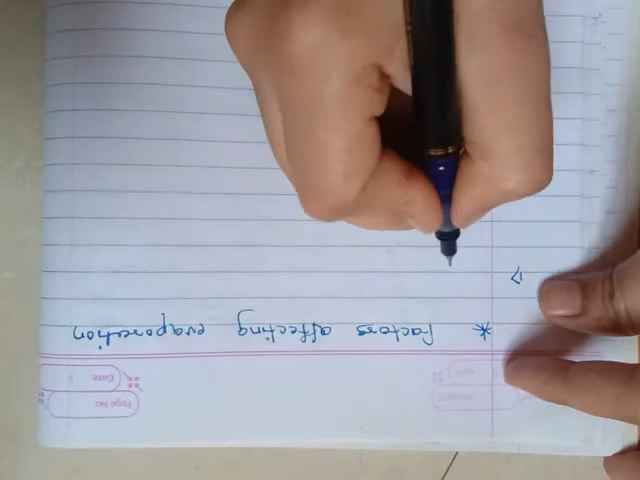 Page No.
Date
* factors affecting evaporation
1)